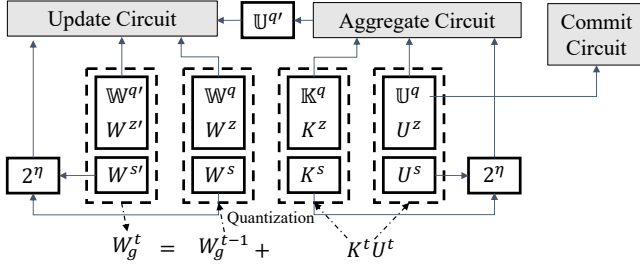 Update Circuit 𝕌^{q′} Aggregate Circuit Commit
Circuit
𝕎^{q′} 𝕎^q 𝕂^q 𝕌^q
W^{z′} W^z K^z U^z
2^η W^{s′} W^s K^s U^s 2^η
Quantization
W_g^t = W_g^{t−1} + K^t U^t